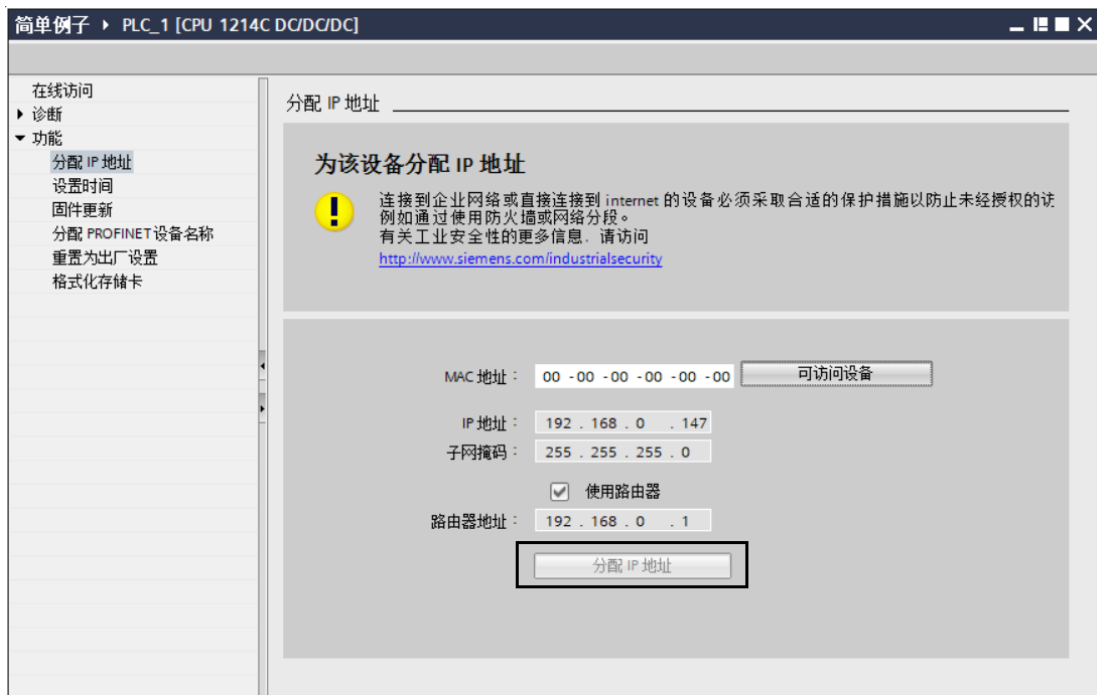 简单例子 ▸ PLC_1 [CPU 1214C DC/DC/DC]
在线访问
诊断
功能
分配 IP 地址
设置时间
固件更新
分配 PROFINET 设备名称
重置为出厂设置
格式化存储卡
分配 IP 地址
为该设备分配 IP 地址
连接到企业网络或直接连接到 internet 的设备必须采取合适的保护措施以防止未经授权的访
例如通过使用防火墙或网络分段。
有关工业安全性的更多信息，请访问
http://www.siemens.com/industrialsecurity
MAC 地址： 00 -00 -00 -00 -00 -00 可访问设备
IP 地址： 192 . 168 . 0 . 147
子网掩码： 255 . 255 . 255 . 0
使用路由器
路由器地址： 192 . 168 . 0 . 1
分配 IP 地址